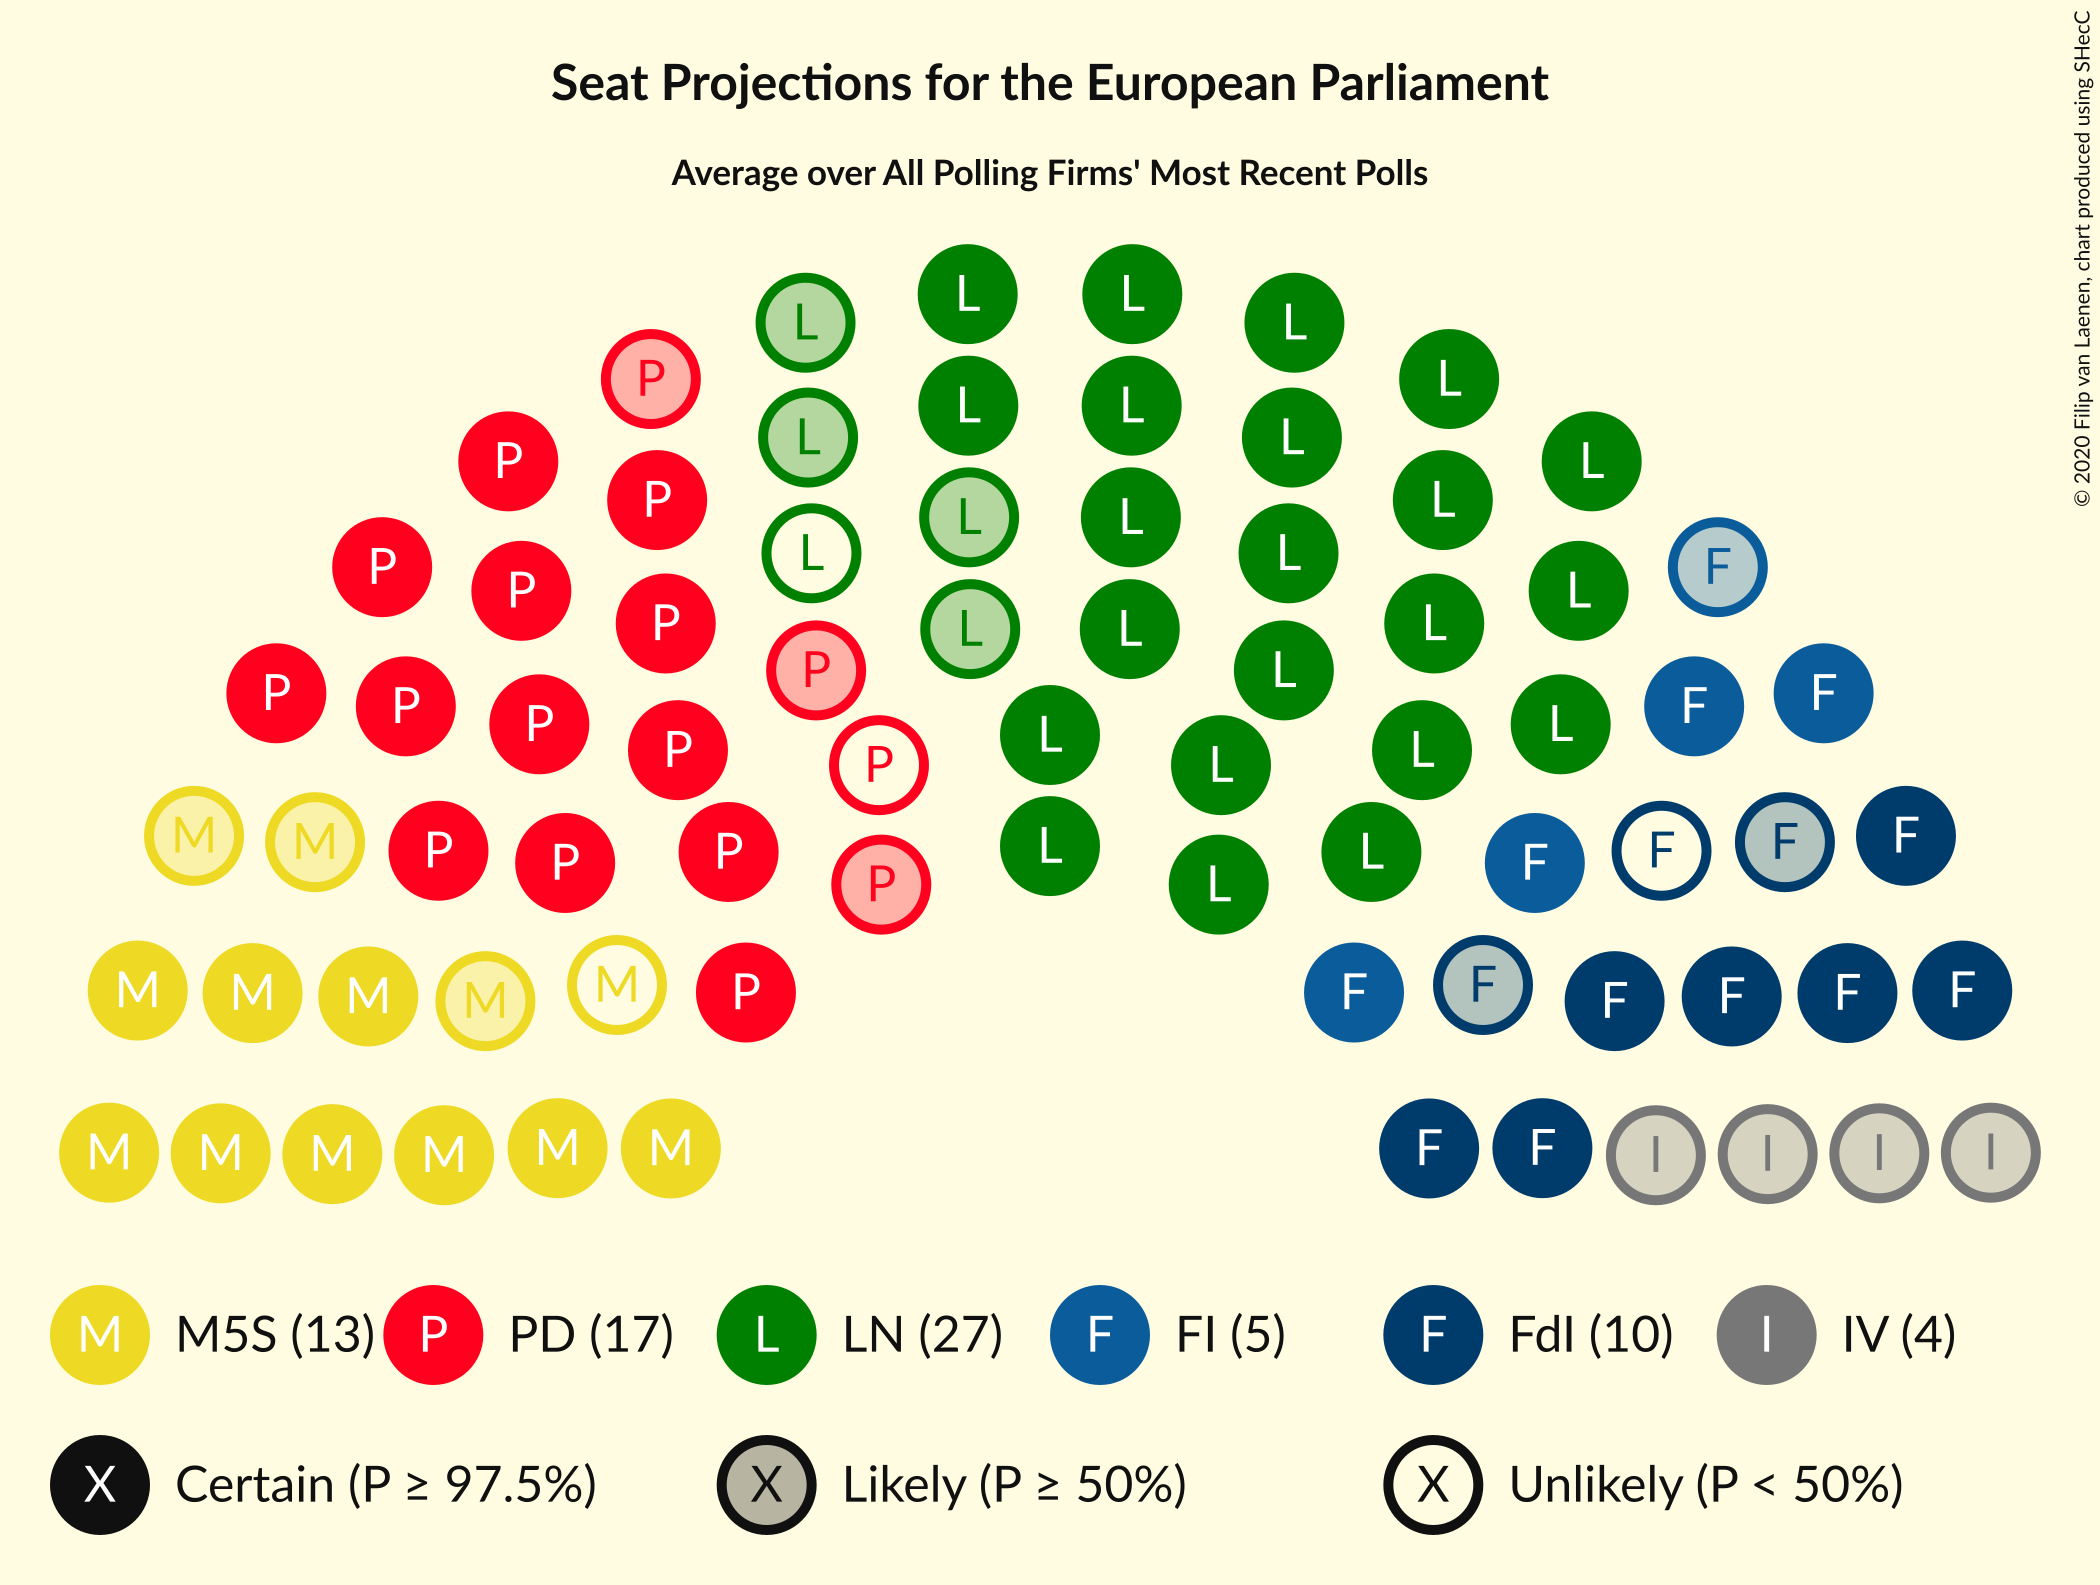 Seat Projections for the European Parliament
Average over All Polling Firms' Most Recent Polls
© 2020 Filip van Laenen, chart produced using SHecC
L L
L L
P L
L L
L L
P P L
L F
P P L
L L
P P L
L L
P L
P P F F
P P L L
L
P L
M M P F F F
P F
P L
L
P L
M M M M M P F F F F F F
M M M M M M F F I I I I
M M5S (13) P PD (17) L LN (27) F FI (5) F FdI (10) I IV (4)
X Certain (P ≥ 97.5%) X Likely (P ≥ 50%) X Unlikely (P < 50%)